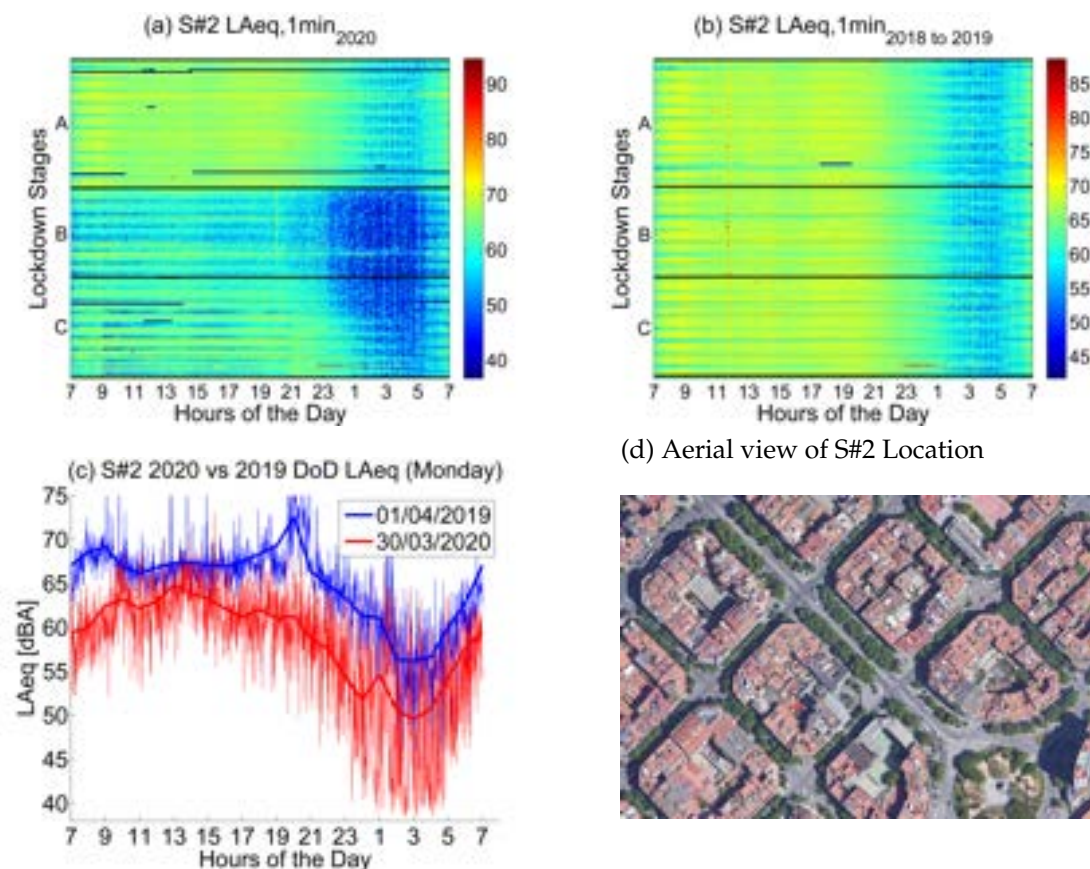 (a) S#2 LAeq,1min2020
90
80
70
60
50
40
Lockdown Stages
A
B
C
7 9 11 13 15 17 19 21 23 1 3 5 7
Hours of the Day
(b) S#2 LAeq,1min2018 to 2019
85
80
75
70
65
60
55
50
45
Lockdown Stages
A
B
C
7 9 11 13 15 17 19 21 23 1 3 5 7
Hours of the Day
(c) S#2 2020 vs 2019 DoD LAeq (Monday)
75
70
65
60
55
50
45
40
LAeq [dBA]
01/04/2019
30/03/2020
7 9 11 13 15 17 19 21 23 1 3 5 7
Hours of the Day
(d) Aerial view of S#2 Location